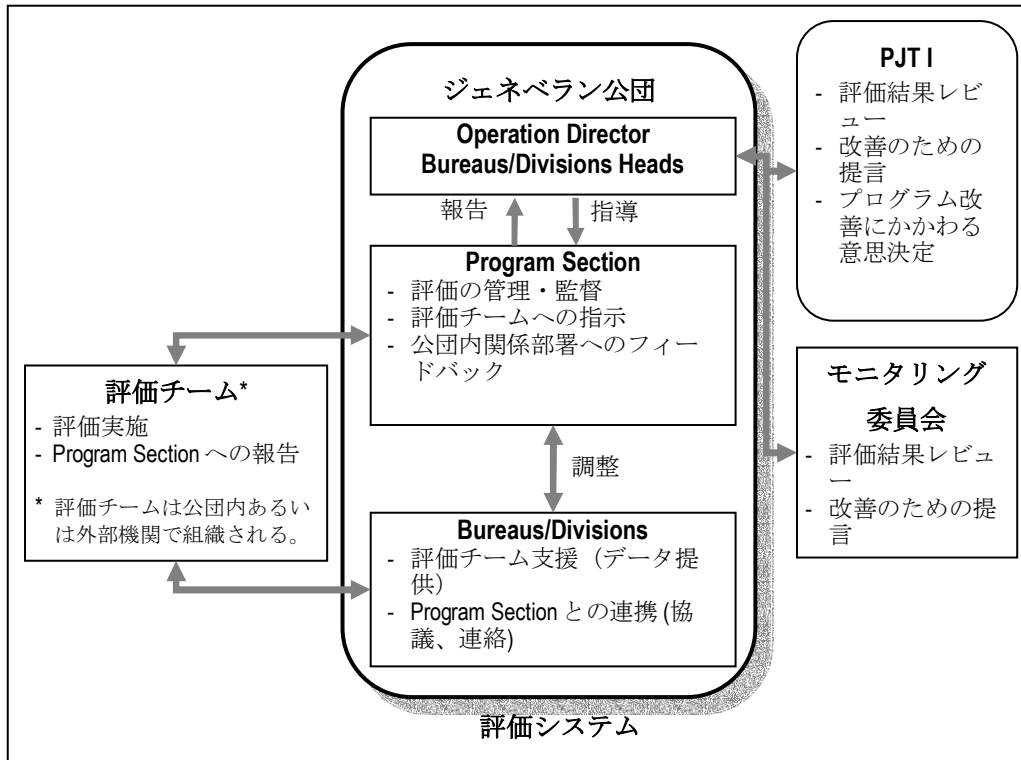 ジェネベラン公団
Operation Director
Bureaus/Divisions Heads
報告
指導
Program Section
- 評価の管理・監督
- 評価チームへの指示
- 公団内関係部署へのフィー
ドバック
調整
Bureaus/Divisions
- 評価チーム支援（データ提
供）
- Program Section との連携 (協
議、連絡)
評価システム
評価チーム*
- 評価実施
- Program Section への報告
* 評価チームは公団内あるい
は外部機関で組織される。
PJT I
- 評価結果レビ
ュー
- 改善のための
提言
- プログラム改
善にかかわる
意思決定
モニタリング
委員会
- 評価結果レビュ
ー
- 改善のための提
言